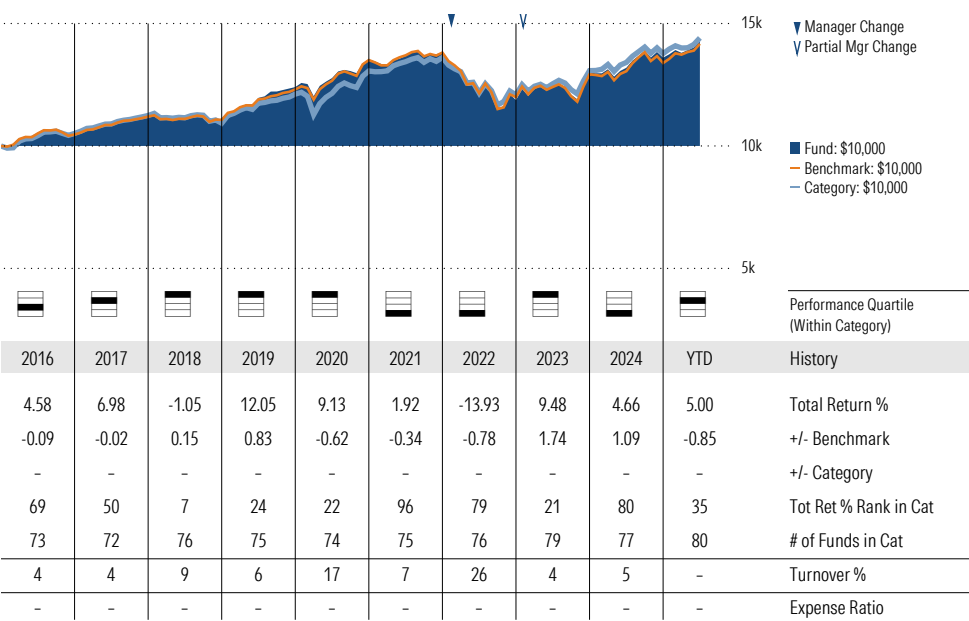 15k
▼ Manager Change
∨ Partial Mgr Change
10k
Fund: $10,000
Benchmark: $10,000
Category: $10,000
5k
Performance Quartile
(Within Category)
2016 2017 2018 2019 2020 2021 2022 2023 2024 YTD History
4.58 6.98 -1.05 12.05 9.13 1.92 -13.93 9.48 4.66 5.00 Total Return %
-0.09 -0.02 0.15 0.83 -0.62 -0.34 -0.78 1.74 1.09 -0.85 +/- Benchmark
– – – – – – – – – – +/- Category
69 50 7 24 22 96 79 21 80 35 Tot Ret % Rank in Cat
73 72 76 75 74 75 76 79 77 80 # of Funds in Cat
4 4 9 6 17 7 26 4 5 – Turnover %
– – – – – – – – – – Expense Ratio